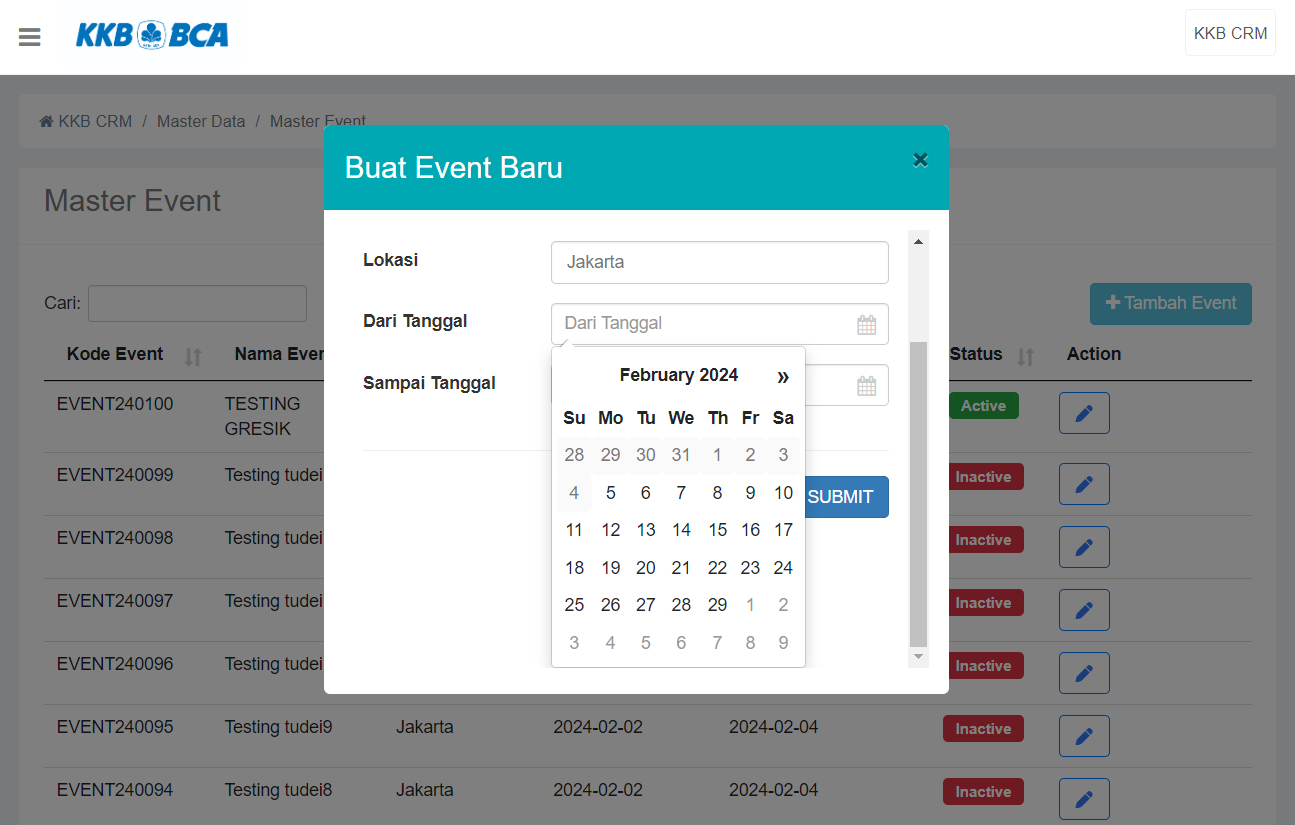 KKB BCA
KKB CRM
KKB CRM / Master Data / Master Event
Buat Event Baru
×
Master Event
Lokasi
Jakarta
Cari:
Tambah Event
Dari Tanggal
Dari Tanggal
Kode Event
Nama Even
Status
Action
Sampai Tanggal
February 2024 »
Su Mo Tu We Th Fr Sa
28 29 30 31 1 2 3
4 5 6 7 8 9 10
11 12 13 14 15 16 17
18 19 20 21 22 23 24
25 26 27 28 29 1 2
3 4 5 6 7 8 9
SUBMIT
EVENT240100 TESTING Active
GRESIK
EVENT240099 Testing tudei Inactive
EVENT240098 Testing tudei Inactive
EVENT240097 Testing tudei Inactive
EVENT240096 Testing tudei Inactive
EVENT240095 Testing tudei9 Jakarta 2024-02-02 2024-02-04 Inactive
EVENT240094 Testing tudei8 Jakarta 2024-02-02 2024-02-04 Inactive